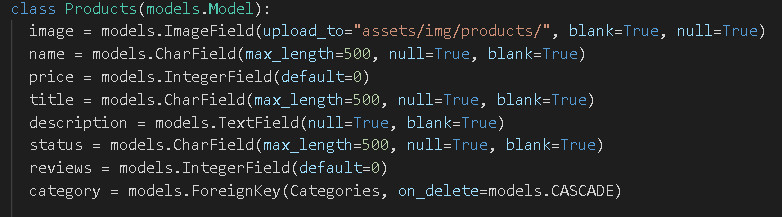 class Products(models.Model):
image = models.ImageField(upload_to="assets/img/products/", blank=True, null=True)
name = models.CharField(max_length=500, null=True, blank=True)
price = models.IntegerField(default=0)
title = models.CharField(max_length=500, null=True, blank=True)
description = models.TextField(null=True, blank=True)
status = models.CharField(max_length=500, null=True, blank=True)
reviews = models.IntegerField(default=0)
category = models.ForeignKey(Categories, on_delete=models.CASCADE)